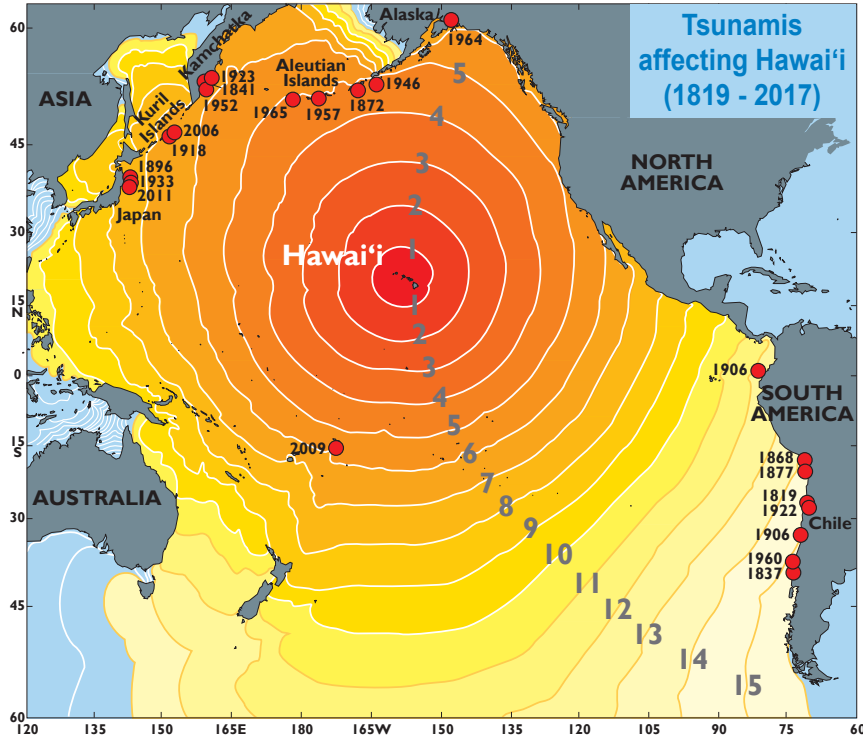 Tsunamis
affecting Hawai‘i
(1819 - 2017)
Alaska
1964
Kamchatka
1923
1841
1952
Aleutian
Islands
1946
1965
1957
1872
ASIA
Kuril
Islands
2006
1918
1896
1933
2011
Japan
NORTH
AMERICA
Hawai‘i
5
4
3
2
1
1
2
3
4
5
6
7
8
9
10
11
12
13
14
15
2009
AUSTRALIA
1906
SOUTH
AMERICA
1868
1877
1819
1922
Chile
1906
1960
1837
60
45
30
15
N
0
15
S
30
45
60
120 135 150 165E 180 165W 150 135 120 105 90 75 60